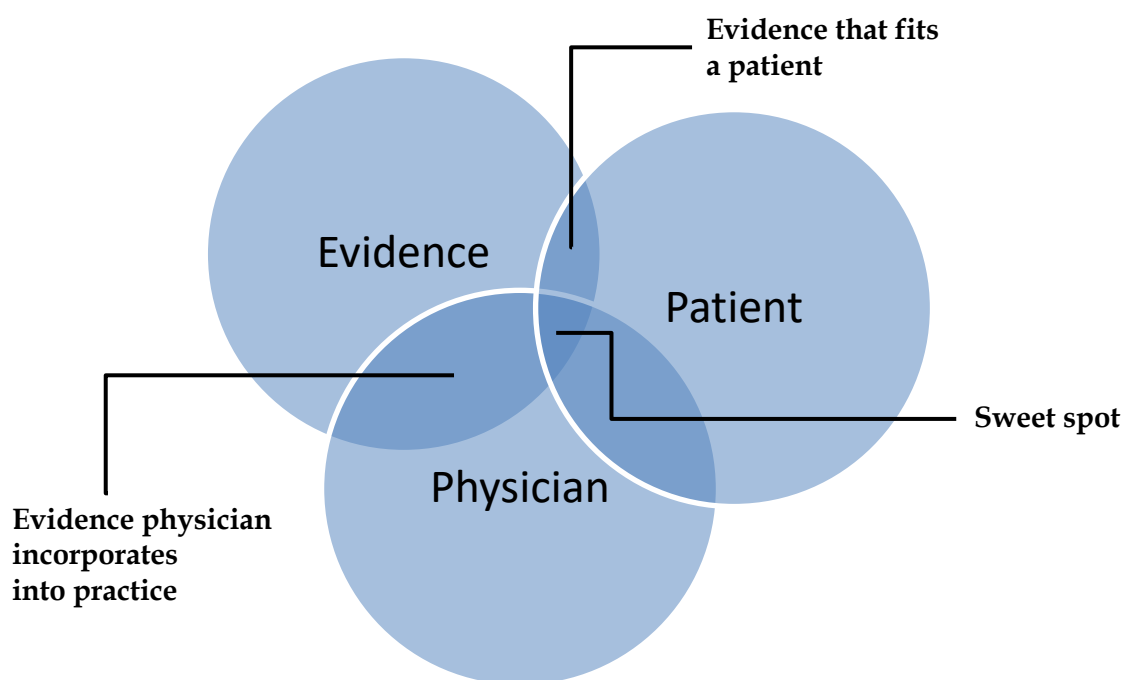 Evidence that fits
a patient
Evidence
Patient
Sweet spot
Physician
Evidence physician
incorporates
into practice